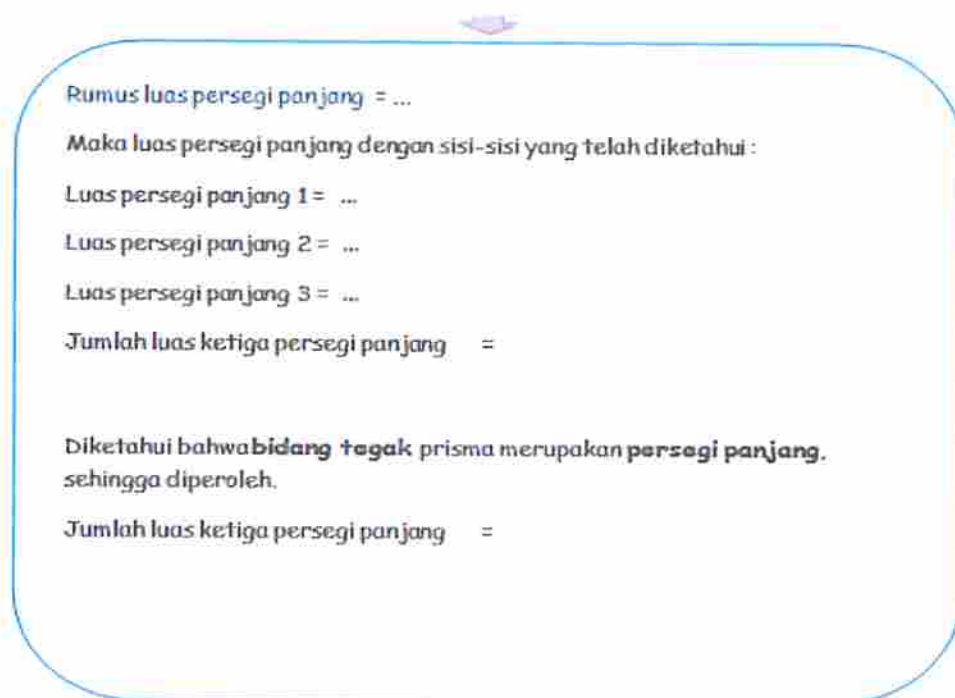 Rumus luas persegi panjang = ...
Maka luas persegi panjang dengan sisi-sisi yang telah diketahui :
Luas persegi panjang 1 = ...
Luas persegi panjang 2 = ...
Luas persegi panjang 3 = ...
Jumlah luas ketiga persegi panjang =
Diketahui bahwa bidang tegak prisma merupakan persegi panjang,
sehingga diperoleh.
Jumlah luas ketiga persegi panjang =